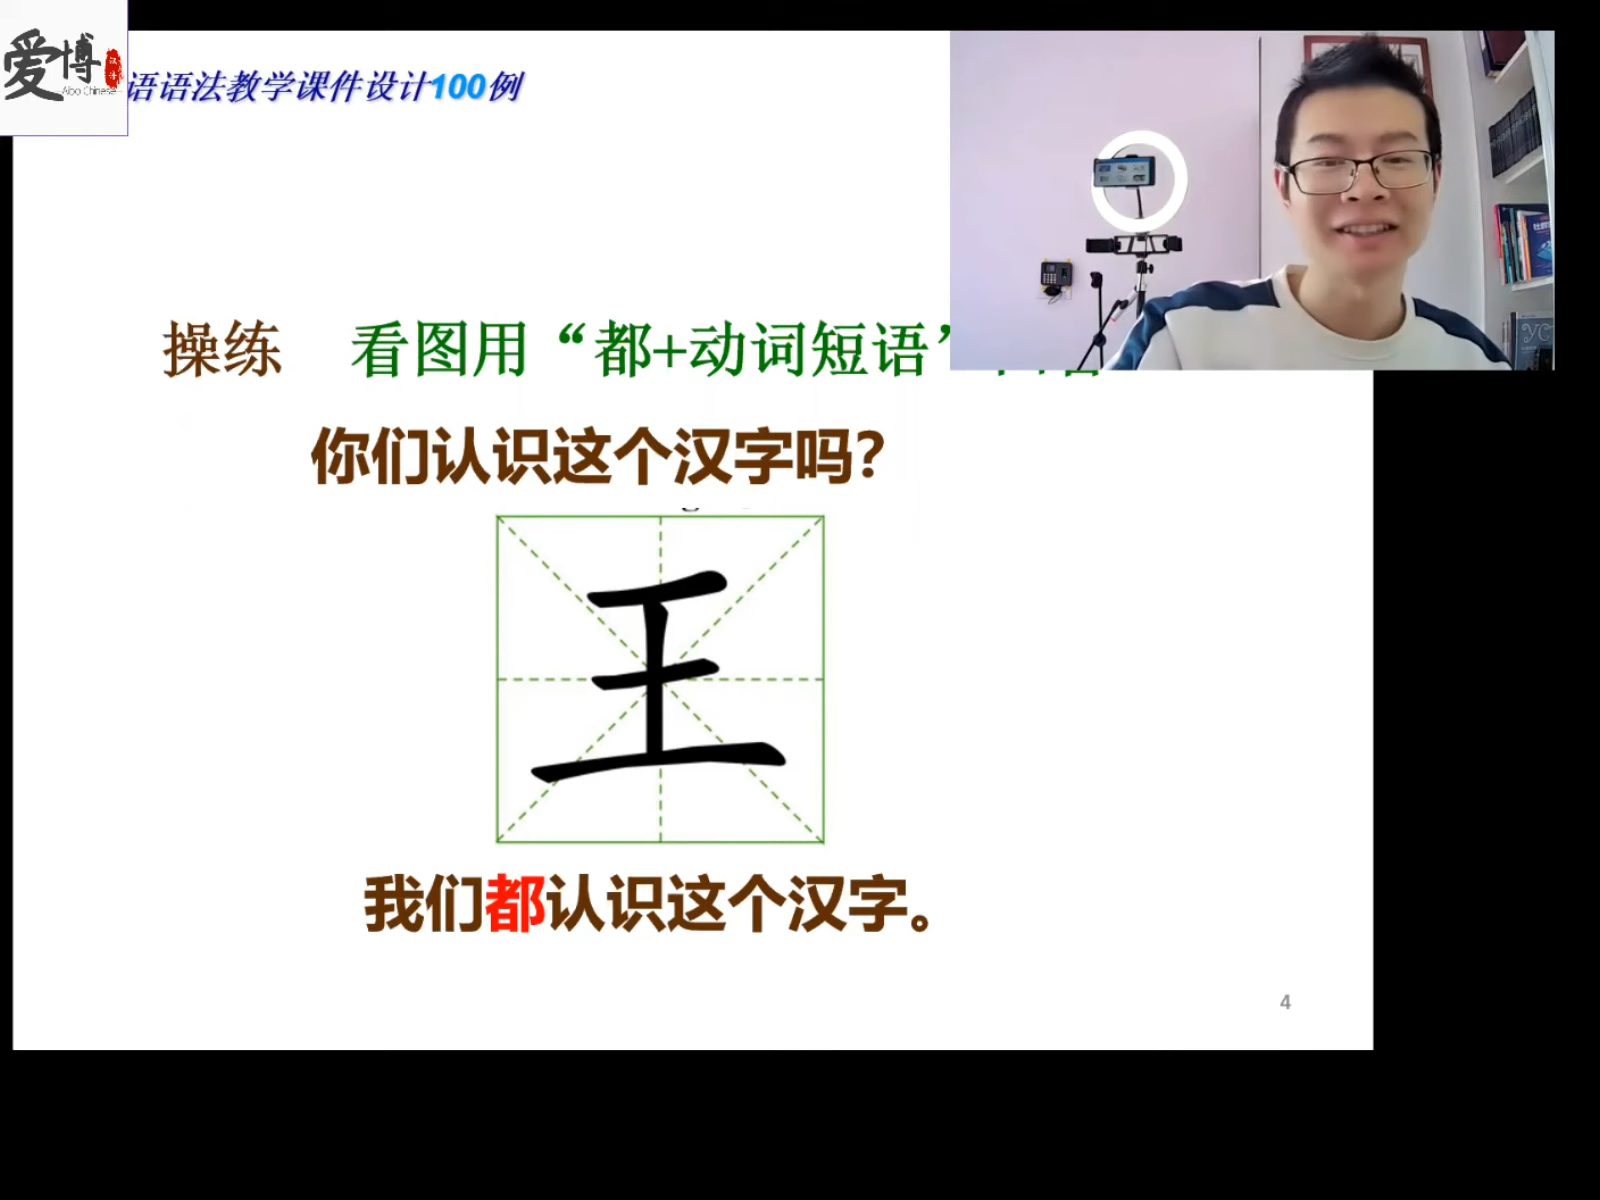 爱博
汉语
Aibo Chinese
语语法教学课件设计100例
操练 看图用“都+动词短语”
你们认识这个汉字吗？
王
我们都认识这个汉字。
4